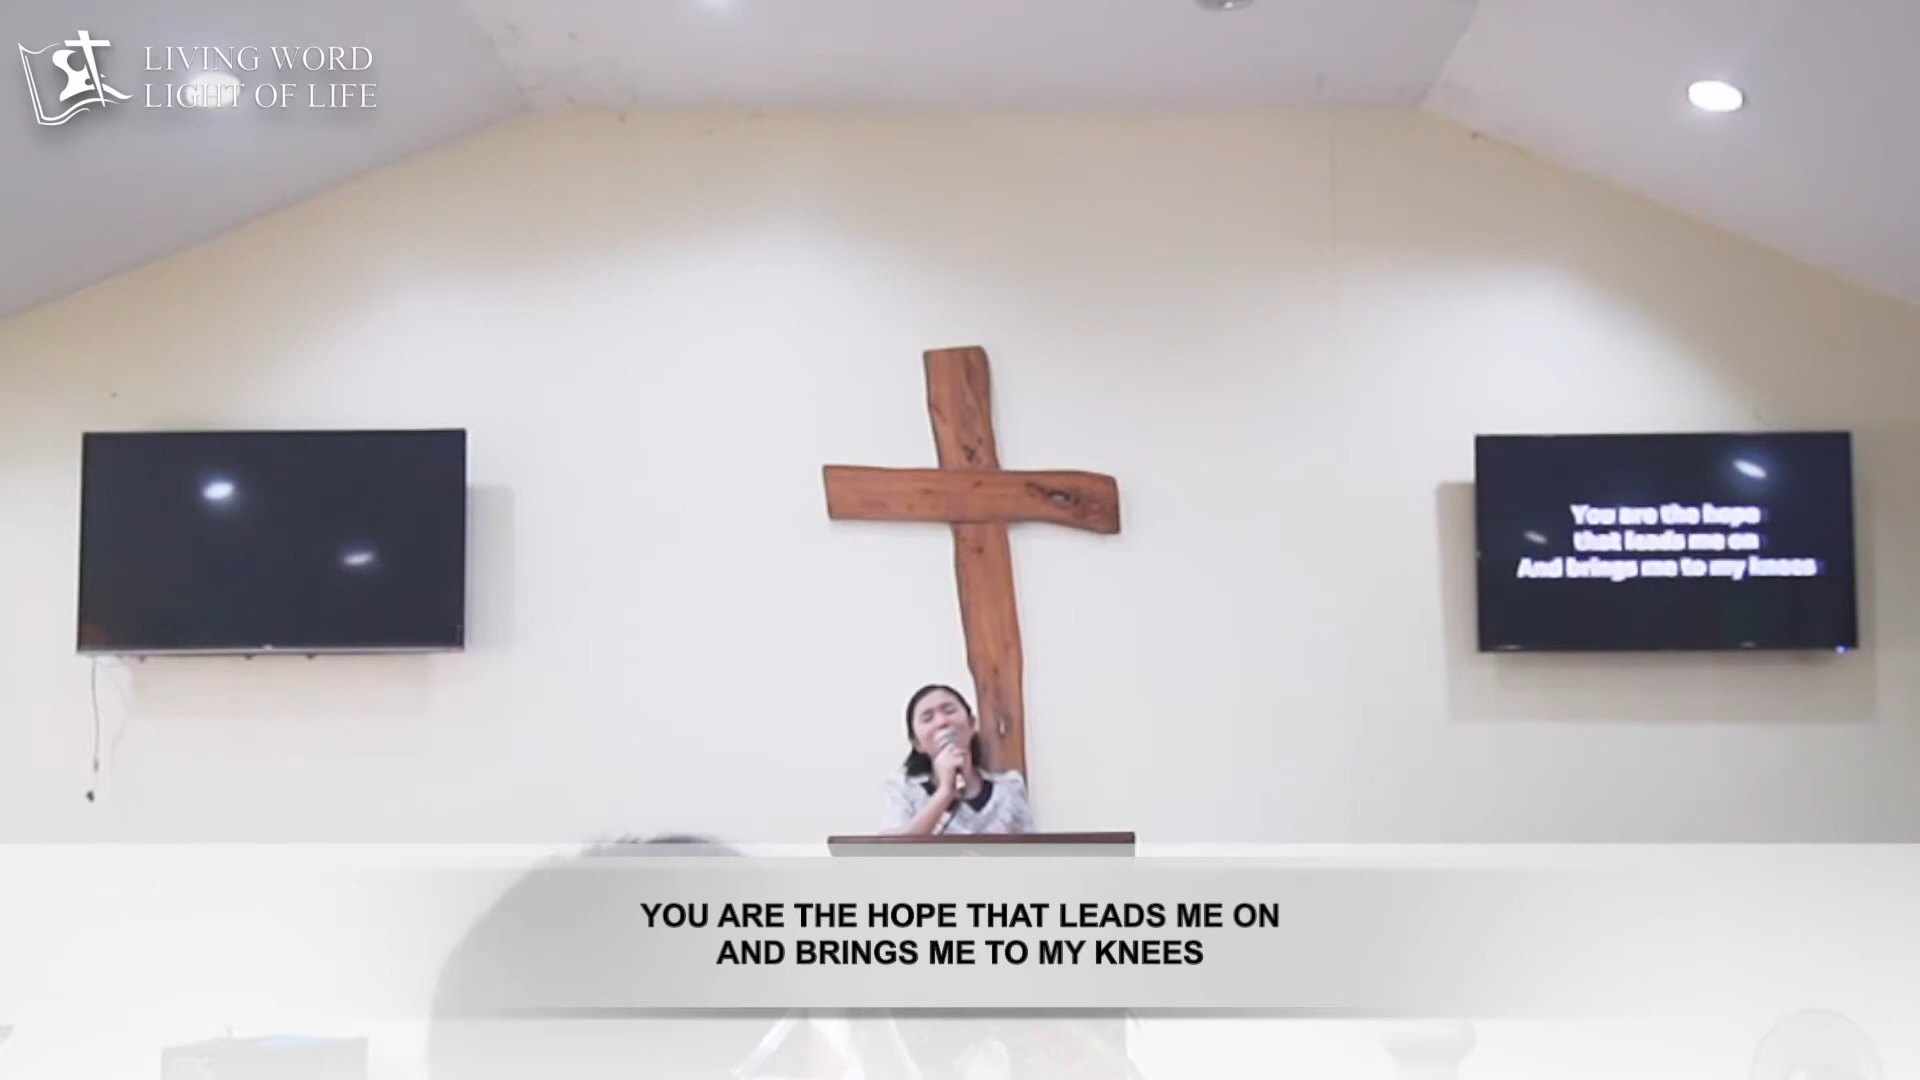 LIVING WORD
LIGHT OF LIFE
You are the hope
that leads me on
And brings me to my knees
YOU ARE THE HOPE THAT LEADS ME ON
AND BRINGS ME TO MY KNEES